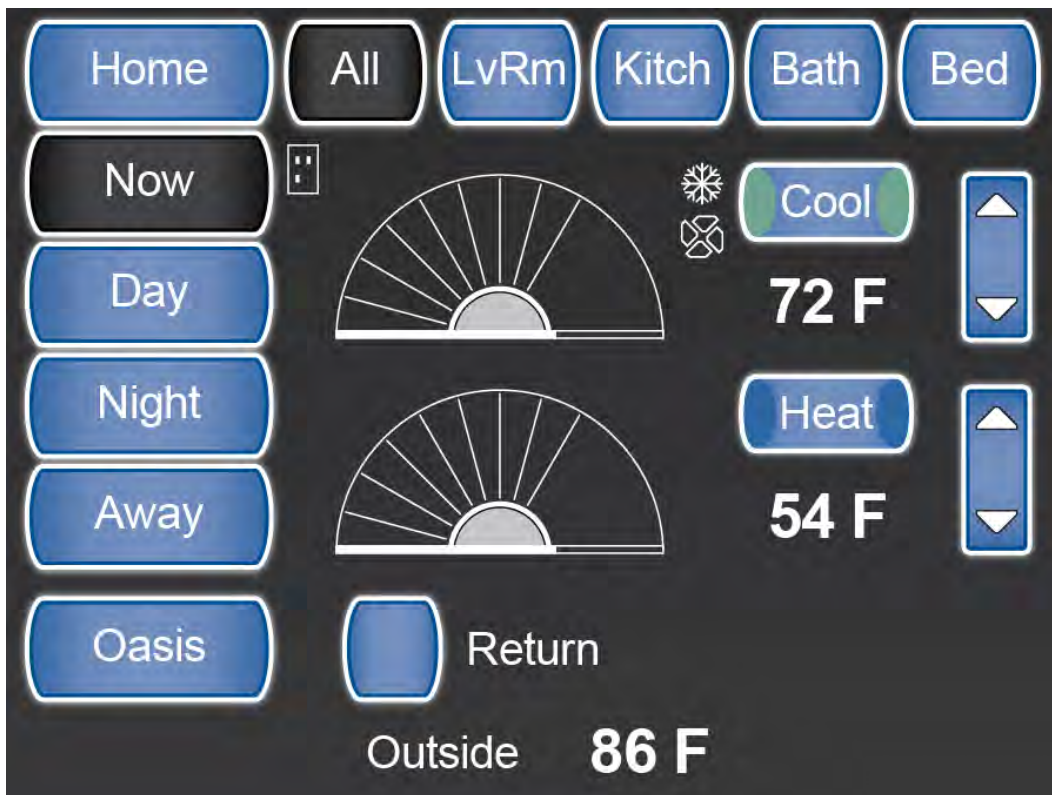 Home All LvRm Kitch Bath Bed
Now
Cool
Day
72 F
Night
Heat
Away
54 F
Oasis
Return
Outside 86 F